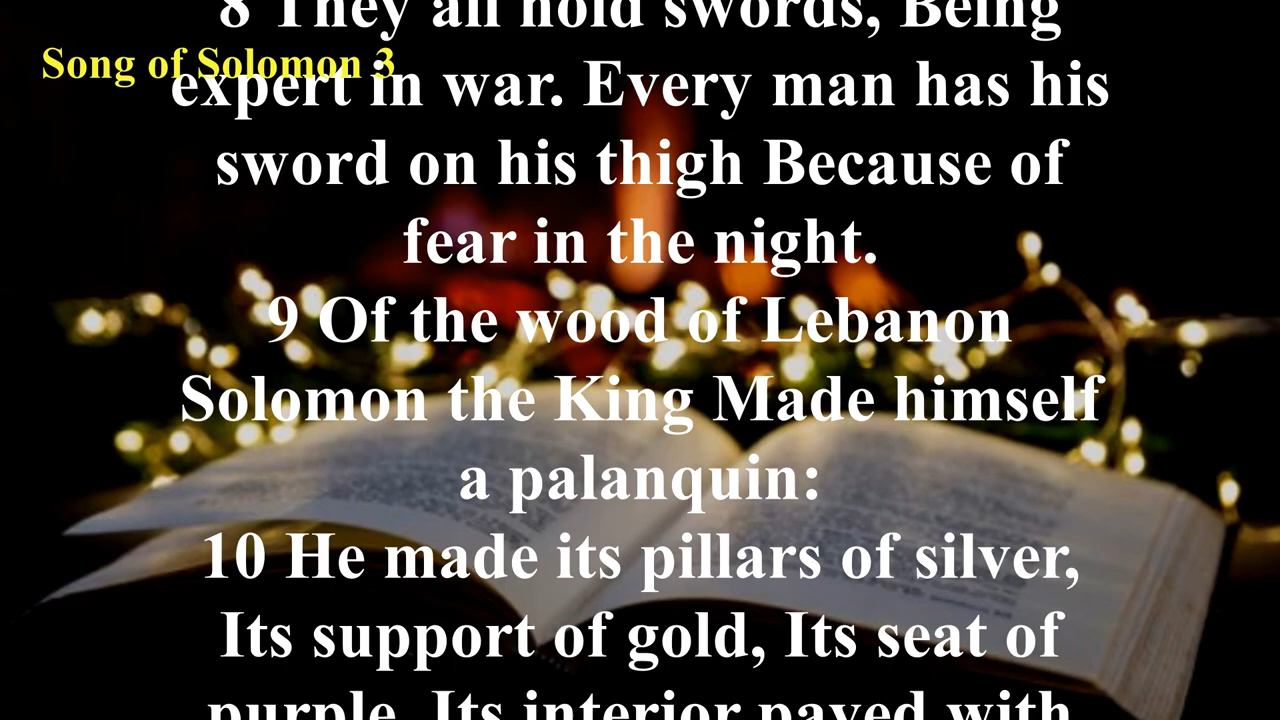 8 They all hold swords, Being
Song of Solomon 3
expert in war. Every man has his
sword on his thigh Because of
fear in the night.
9 Of the wood of Lebanon
Solomon the King Made himself
a palanquin:
10 He made its pillars of silver,
Its support of gold, Its seat of
purple, Its interior paved with